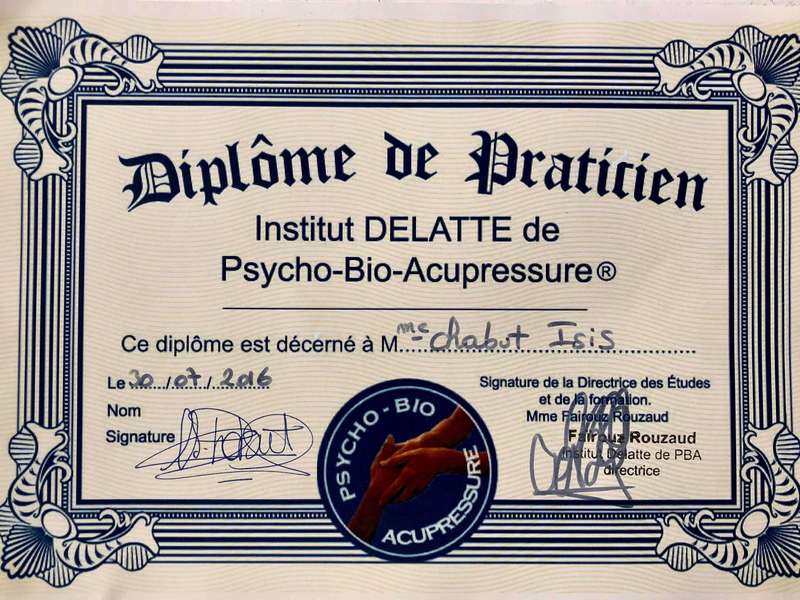 Diplôme de Praticien
Institut DELATTE de
Psycho-Bio-Acupressure®
Ce diplôme est décerné à M.me chabut Isis
Le 30/07/2016
Nom
Signature
Signature de la Directrice des Études
et de la formation.
Mme Fairouz Rouzaud
Fairouz Rouzaud
Institut Delatte de PBA
directrice
PSYCHO-BIO
ACUPRESSURE